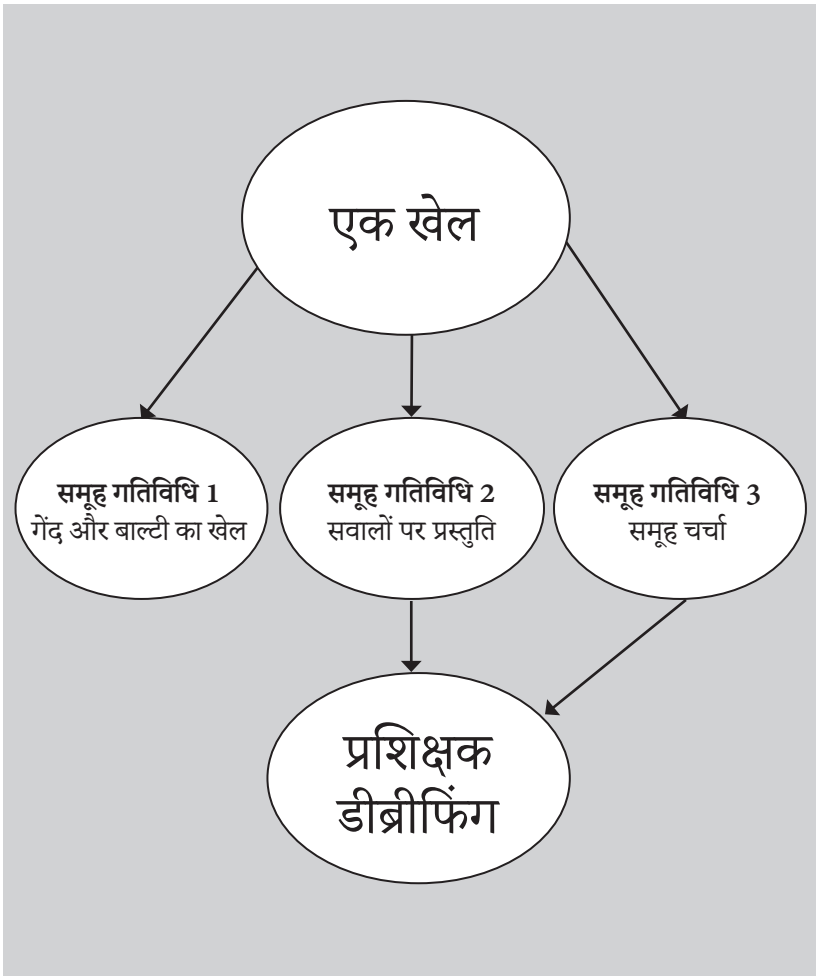 एक खेल
समूह गतिविधि 1
गेंद और बाल्टी का खेल
समूह गतिविधि 2
सवालों पर प्रस्तुति
समूह गतिविधि 3
समूह चर्चा
प्रशिक्षक
डीब्रीफिंग